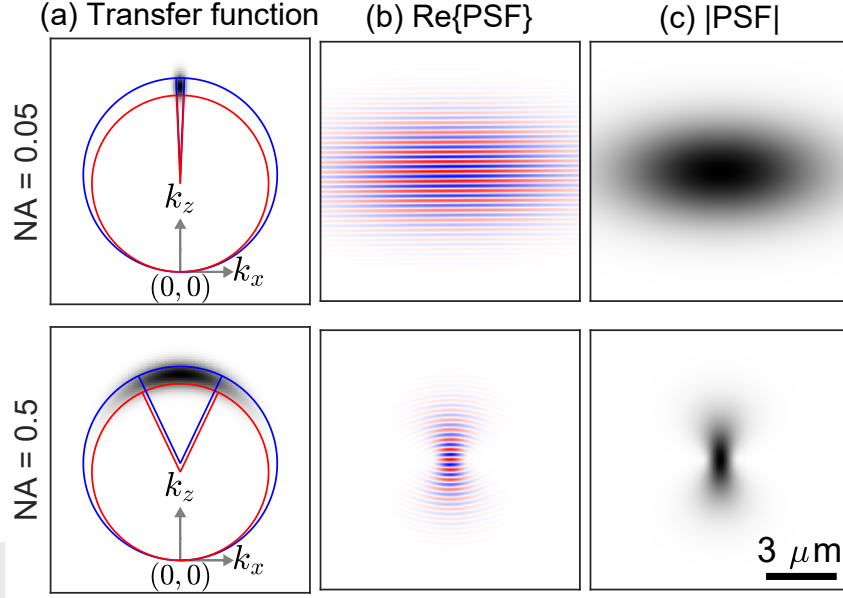 (a) Transfer function (b) Re{PSF} (c) |PSF|
NA = 0.05
k_z
k_x
(0, 0)
NA = 0.5
k_z
k_x
(0, 0)
3 μm